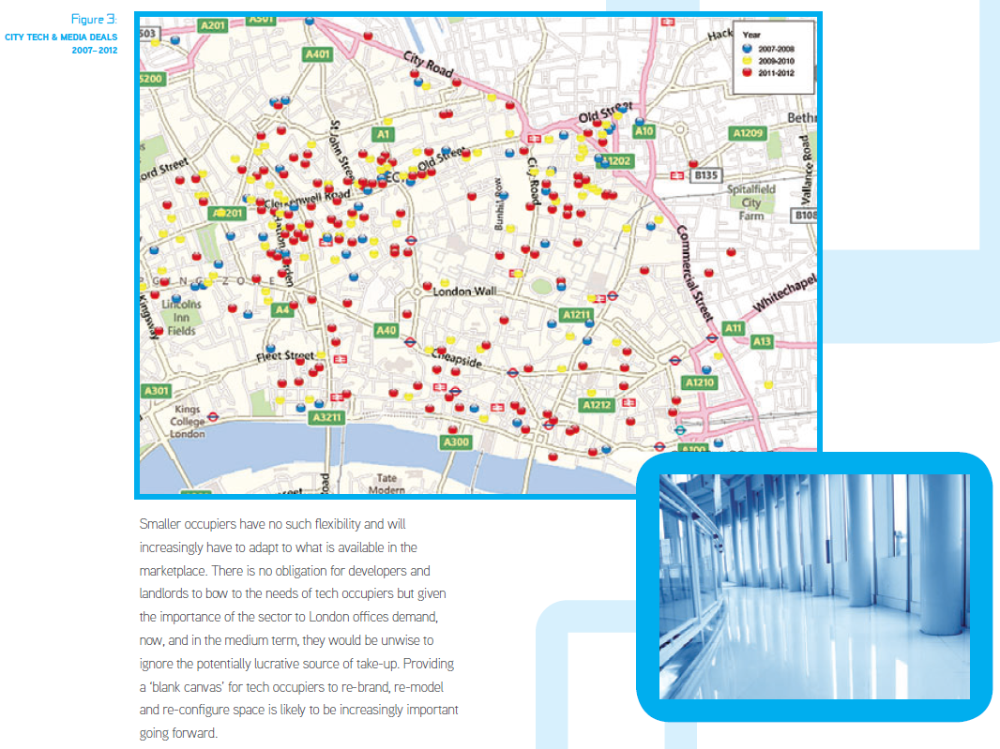 Figure 3:
CITY TECH & MEDIA DEALS
2007–2012
A201
A501
503
A401
City Road
Hack
Year
2007-2008
2009-2010
2011-2012
S200
Old Street
A10
Beth
A1209
A1
St John Street
Old Street
A1202
B135
Vallance Road
ord Street
City Road
Spitalfield
City
Farm
Clerkenwell Road
A5201
EC
Bunhill Row
B108
Hatton Garden
Commercial Street
P G I N G Z O N E
London Wall
Whitechapel
Kingsway
Lincolns
Inn
Fields
A4
A1211
A40
A11
A13
Fleet Street
Cheapside
A301
A1210
Kings
College
London
A3211
A1212
A300
A100
Tate
Modern
reet
Road
Smaller occupiers have no such flexibility and will
increasingly have to adapt to what is available in the
marketplace. There is no obligation for developers and
landlords to bow to the needs of tech occupiers but given
the importance of the sector to London offices demand,
now, and in the medium term, they would be unwise to
ignore the potentially lucrative source of take-up. Providing
a ‘blank canvas’ for tech occupiers to re-brand, re-model
and re-configure space is likely to be increasingly important
going forward.